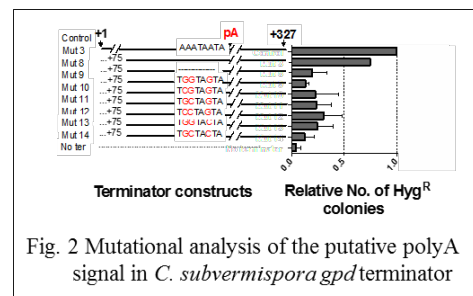 +1
pA
+327
Control
AAATAATA
Mut 3
Mut 8
...+75
--------
Mut 9
...+75
TGGTAGTA
Mut 10
...+75
TCGTAGTA
Mut 11
...+75
TGCTAGTA
Mut 12
...+75
TCCTAGTA
Mut 13
...+75
TGGTACTA
Mut 14
...+75
TGCTACTA
No ter
0.0
0.5
1.0
Terminator constructs
Relative No. of Hyg<sup>R</sup>
colonies
Fig. 2 Mutational analysis of the putative polyA
signal in C. subvermispora gpd terminator